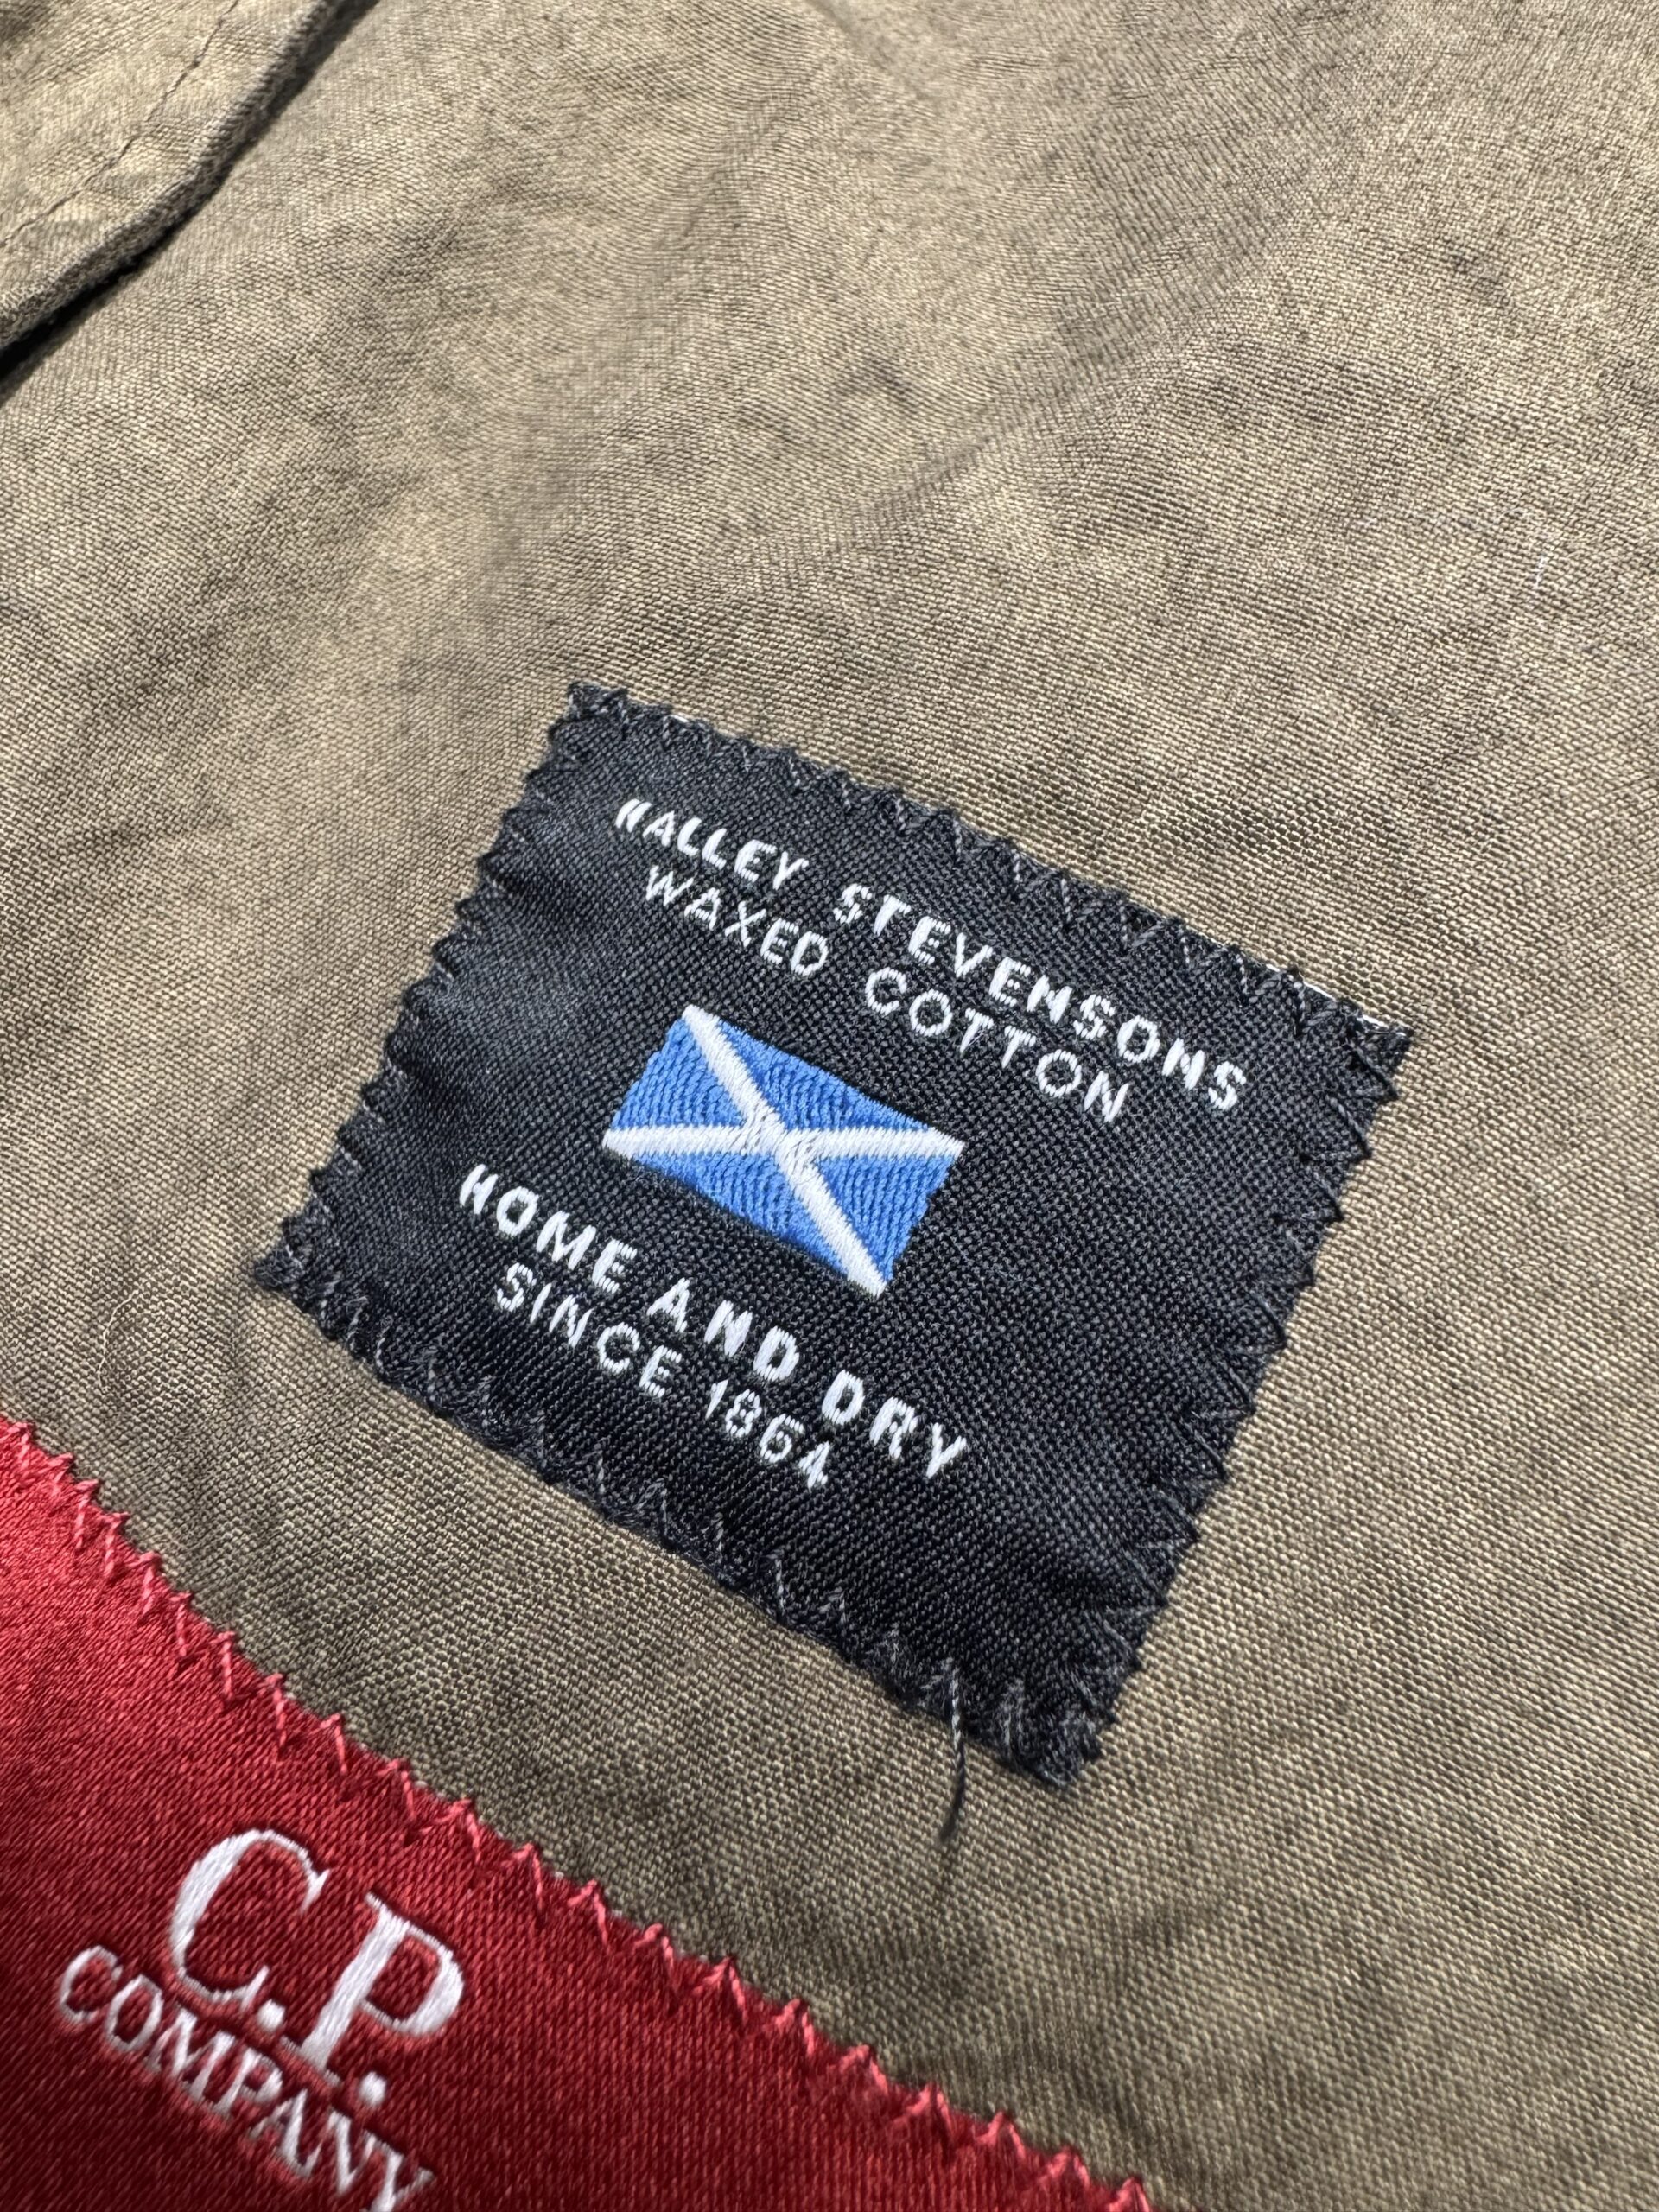 HALLEY STEVENSONS
WAXED COTTON
HOME AND DRY
SINCE 1864
C.P.
COMPANY